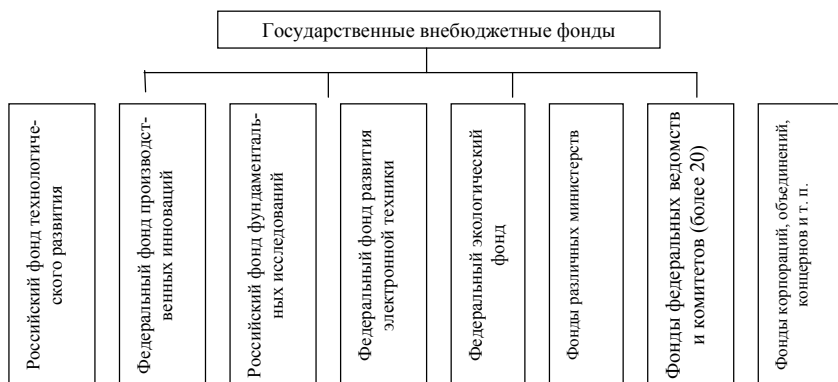 Государственные внебюджетные фонды
Российский фонд технологиче-
ского развития
Федеральный фонд производст-
венных инноваций
Российский фонд фундаменталь-
ных исследований
Федеральный фонд развития
электронной техники
Федеральный экологический
фонд
Фонды различных министерств
Фонды федеральных ведомств
и комитетов (более 20)
Фонды корпораций, объединений,
концернов и т. п.